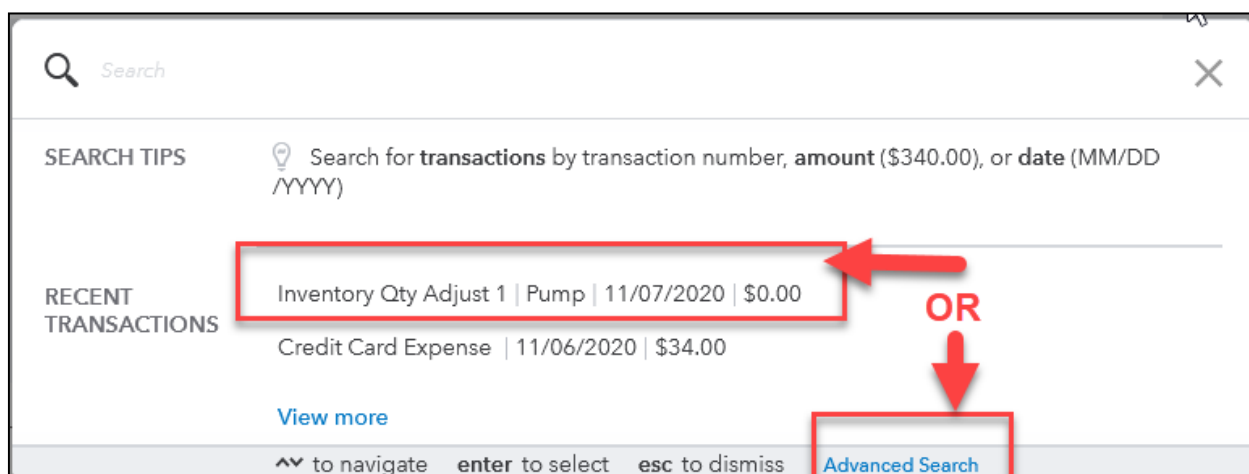 Search
SEARCH TIPS
Search for transactions by transaction number, amount ($340.00), or date (MM/DD
/YYYY)
RECENT
TRANSACTIONS
Inventory Qty Adjust 1 | Pump | 11/07/2020 | $0.00
OR
Credit Card Expense | 11/06/2020 | $34.00
View more
to navigate enter to select esc to dismiss Advanced Search